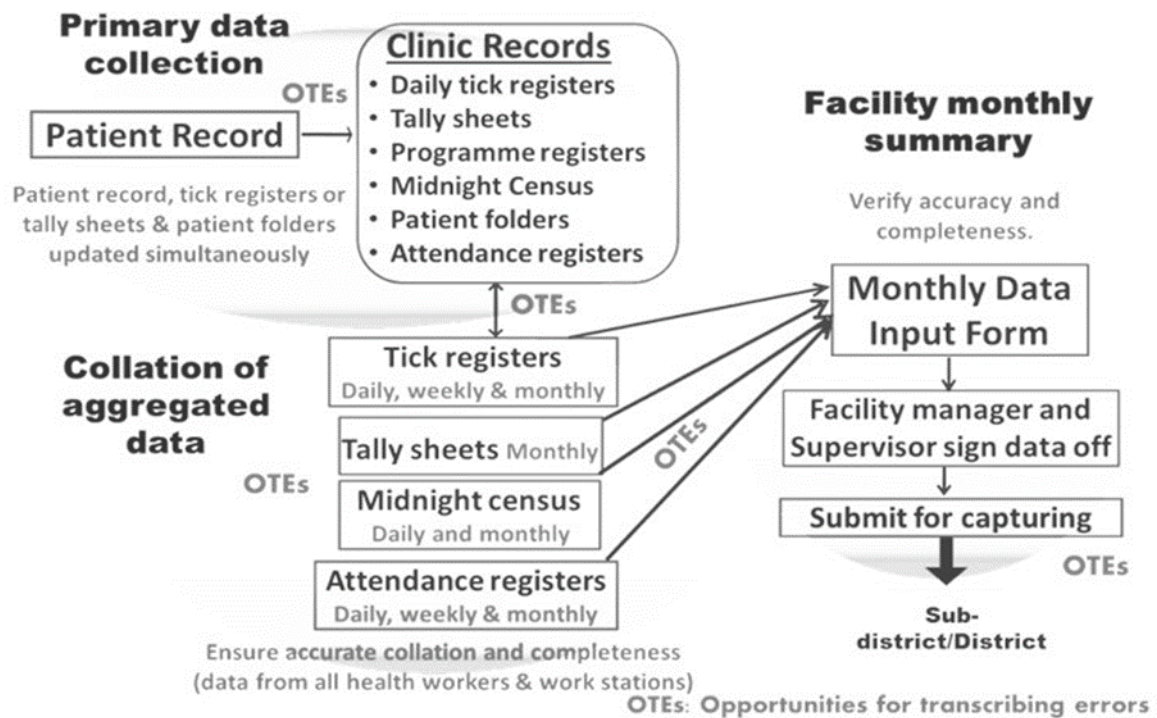 Primary data
collection
OTEs
Patient Record
Patient record, tick registers or
tally sheets & patient folders
updated simultaneously
Clinic Records
• Daily tick registers
• Tally sheets
• Programme registers
• Midnight Census
• Patient folders
• Attendance registers
OTEs
Collation of
aggregated
data
OTEs
Tick registers
Daily, weekly & monthly
Tally sheets Monthly
Midnight census
Daily and monthly
Attendance registers
Daily, weekly & monthly
Ensure accurate collation and completeness
(data from all health workers & work stations)
OTEs
Facility monthly
summary
Verify accuracy and
completeness.
Monthly Data
Input Form
Facility manager and
Supervisor sign data off
Submit for capturing
OTEs
Sub-
district/District
OTEs: Opportunities for transcribing errors